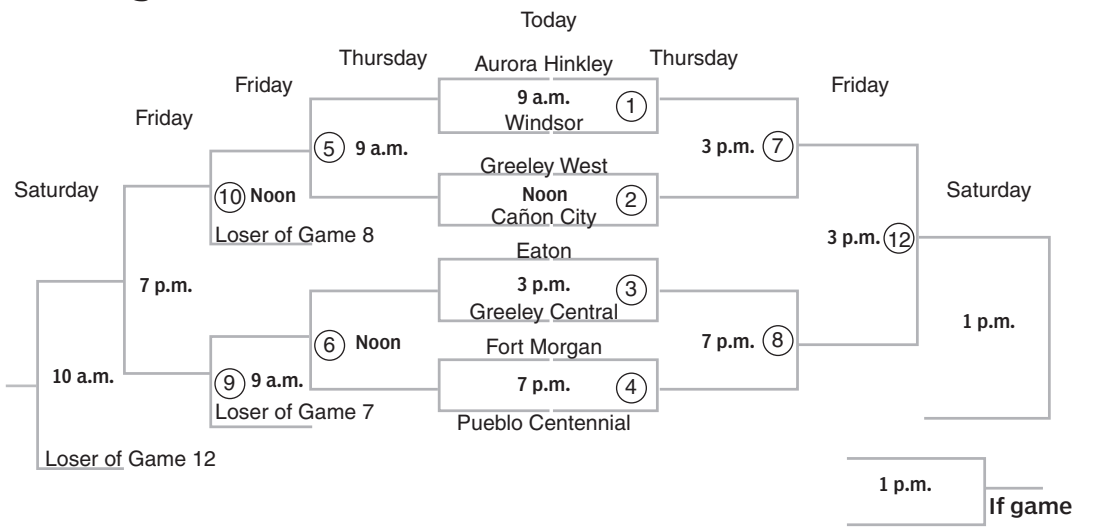 Today
Thursday
Aurora Hinkley
Thursday
Friday
Friday
Friday
9 a.m.
1
Windsor
5 9 a.m.
3 p.m. 7
Greeley West
Saturday
Saturday
10 Noon
Noon
2
Cañon City
Loser of Game 8
3 p.m. 12
Eaton
7 p.m.
3 p.m.
3
Greeley Central
1 p.m.
6 Noon
7 p.m. 8
Fort Morgan
10 a.m.
9 9 a.m.
7 p.m.
4
Loser of Game 7
Pueblo Centennial
Loser of Game 12
1 p.m.
If game